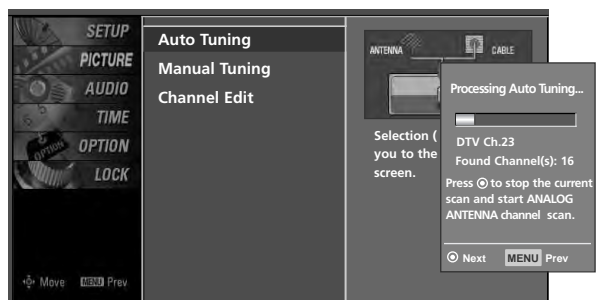 SETUP
PICTURE
AUDIO
TIME
OPTION
LOCK
Move MENU Prev
Auto Tuning
Manual Tuning
Channel Edit
ANTENNA
CABLE
Selection (
you to the
screen.
Processing Auto Tuning...
DTV Ch.23
Found Channel(s): 16
Press ⊙ to stop the current
scan and start ANALOG
ANTENNA channel scan.
⊙ Next MENU Prev